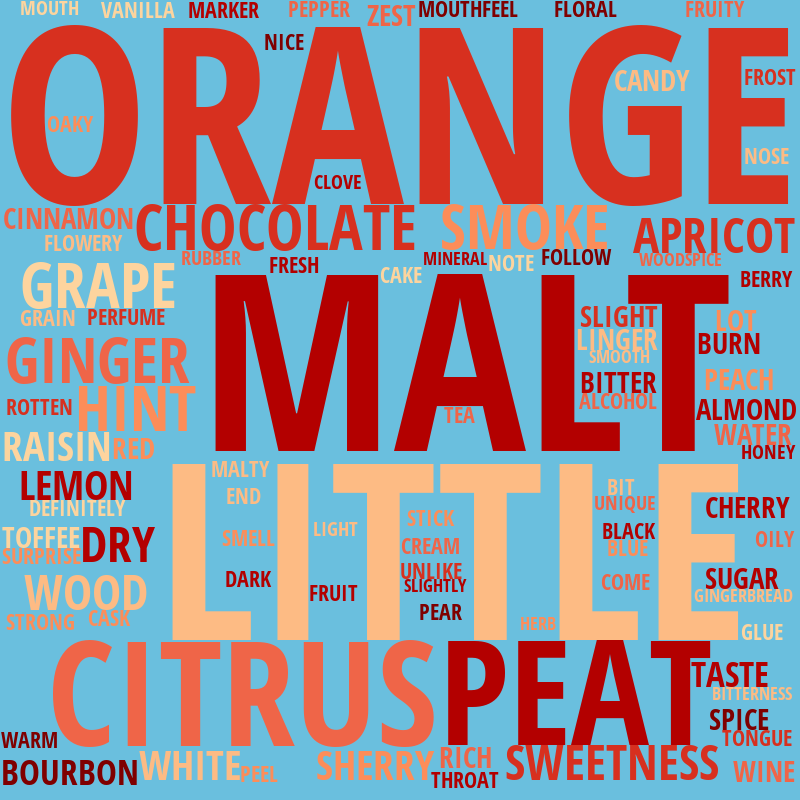 MOUTH VANILLA MARKER PEPPER ZEST MOUTHFEEL FLORAL FRUITY
NICE
ORANGE
CANDY FROST
OAKY
NOSE
CLOVE
CINNAMON CHOCOLATE SMOKE APRICOT
FLOWERY
RUBBER FRESH MINERAL NOTE FOLLOW WOODSPICE
CAKE BERRY
GRAPE
MALT
GRAIN PERFUME SLIGHT LOT
LINGER BURN
SMOOTH
GINGER BITTER PEACH
ROTTEN HINT TEA ALCOHOL ALMOND
RAISIN RED WATER
HONEY
LITTLE
LEMON MALTY
END BIT
DEFINITELY UNIQUE CHERRY
STICK
TOFFEE DRY SMELL LIGHT BLACK OILY
SURPRISE CREAM BLUE
UNLIKE
WOOD DARK FRUIT SLIGHTLY COME SUGAR
GINGERBREAD
STRONG CASK PEAR HERB GLUE
CITRUS PEAT
TASTE
BITTERNESS
SPICE
WARM TONGUE
BOURBON WHITE PEEL SHERRY RICH SWEETNESS WINE
THROAT